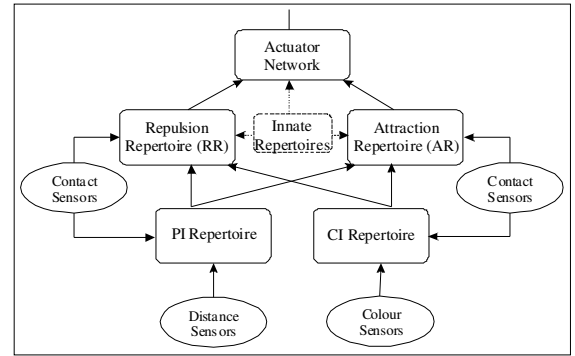 Actuator
Network
Repulsion
Repertoire (RR)
Innate
Repertoires
Attraction
Repertoire (AR)
Contact
Sensors
Contact
Sensors
PI Repertoire
CI Repertoire
Distance
Sensors
Colour
Sensors